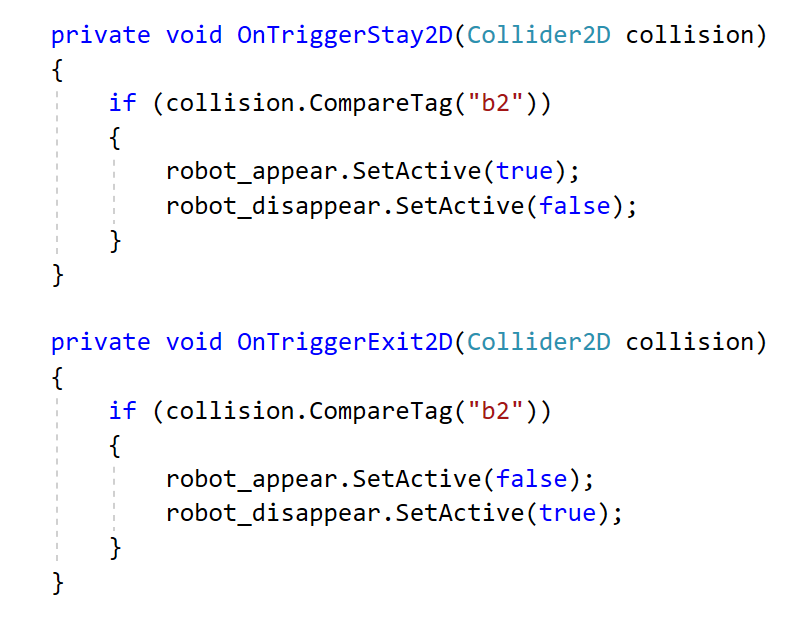 private void OnTriggerStay2D(Collider2D collision)
{
if (collision.CompareTag("b2"))
{
robot_appear.SetActive(true);
robot_disappear.SetActive(false);
}
}
private void OnTriggerExit2D(Collider2D collision)
{
if (collision.CompareTag("b2"))
{
robot_appear.SetActive(false);
robot_disappear.SetActive(true);
}
}